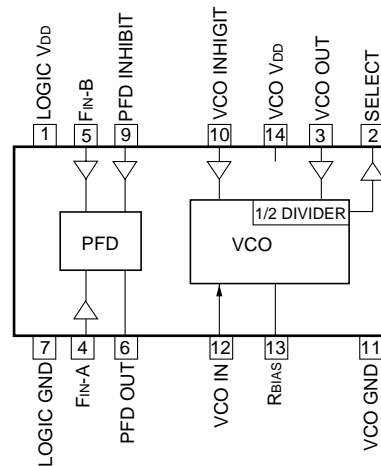 LOGIC VDD
FIN-B
PFD INHIBIT
VCO INHIGIT
VCO VDD
VCO OUT
SELECT
1
5
9
10
14
3
2
1/2 DIVIDER
PFD
VCO
7
4
6
12
13
11
LOGIC GND
FIN-A
PFD OUT
VCO IN
RBIAS
VCO GND